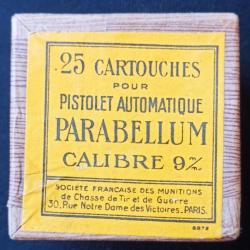 .25 CARTOUCHES
POUR
PISTOLET AUTOMATIQUE
PARABELLUM
CALIBRE 9m/m.
SOCIÉTÉ FRANÇAISE DES MUNITIONS
de Chasse de Tir et de Guerre
30, Rue Notre Dame des Victoires. PARIS.